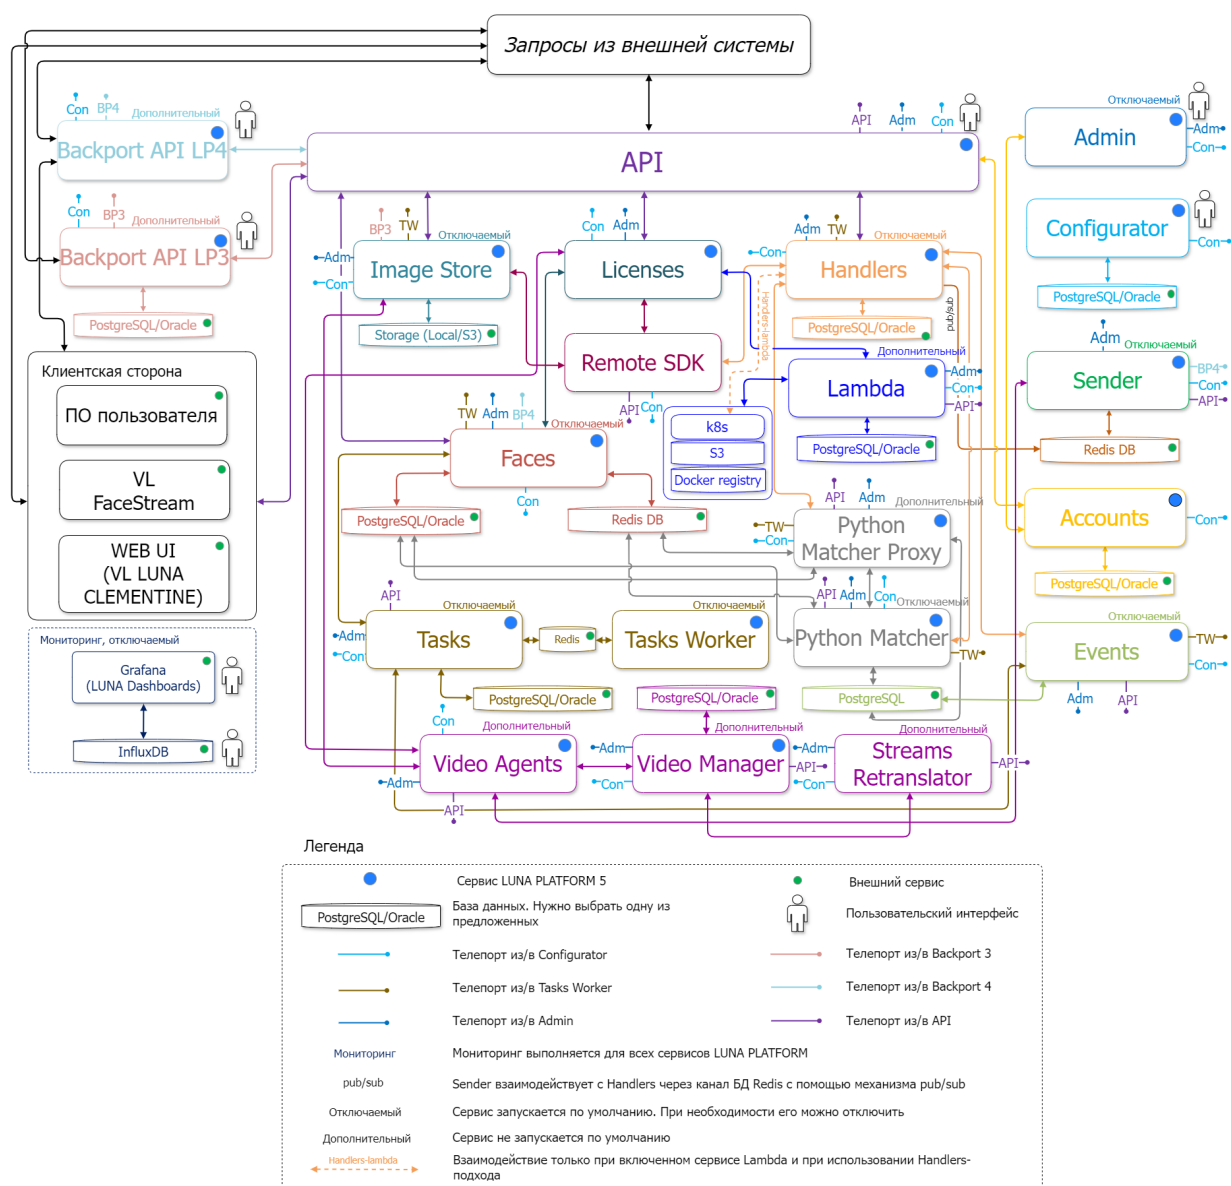 Запросы из внешней системы
Con
BP4
Дополнительный
Backport API LP4
Con
BP3
Дополнительный
Backport API LP3
PostgreSQL/Oracle
API
Adm
Con
API
Отключаемый
Admin
Adm
Con
Configurator
Con
PostgreSQL/Oracle
BP3
TW
Отключаемый
Adm
Con
Image Store
Storage (Local/S3)
Con
Adm
Licenses
Adm
TW
Отключаемый
Con
Handlers
PostgreSQL/Oracle
Handers-lambda
pub/sub
Remote SDK
API
Con
Дополнительный
Lambda
Adm
Con
API
PostgreSQL/Oracle
k8s
S3
Docker registry
Adm
Отключаемый
Sender
BP4
Con
API
Redis DB
Клиентская сторона
ПО пользователя
VL
FaceStream
WEB UI
(VL LUNA
CLEMENTINE)
TW
Adm
BP4
Отключаемый
Faces
Con
PostgreSQL/Oracle
Redis DB
API
Adm
Дополнительный
TW
Con
Python
Matcher Proxy
Accounts
Con
PostgreSQL/Oracle
API
Adm
Con
Отключаемый
Python Matcher
TW
PostgreSQL
API
Отключаемый
Adm
Con
Tasks
Redis
Отключаемый
Tasks Worker
PostgreSQL/Oracle
PostgreSQL/Oracle
Отключаемый
Events
TW
Con
Adm
API
Мониторинг, отключаемый
Grafana
(LUNA Dashboards)
InfluxDB
Con
Дополнительный
Video Agents
Adm
API
Дополнительный
Adm
Con
Video Manager
API
Дополнительный
Adm
Con
Streams
Retranslator
API
Легенда
Сервис LUNA PLATFORM 5
Внешний сервис
PostgreSQL/Oracle
База данных. Нужно выбрать одну из
предложенных
Пользовательский интерфейс
Телепорт из/в Configurator
Телепорт из/в Backport 3
Телепорт из/в Tasks Worker
Телепорт из/в Backport 4
Телепорт из/в Admin
Телепорт из/в API
Мониторинг
Мониторинг выполняется для всех сервисов LUNA PLATFORM
pub/sub
Sender взаимодействует с Handlers через канал БД Redis с помощью механизма pub/sub
Отключаемый
Сервис запускается по умолчанию. При необходимости его можно отключить
Дополнительный
Сервис не запускается по умолчанию
Handlers-lambda
Взаимодействие только при включенном сервисе Lambda и при использовании Handlers-
подхода